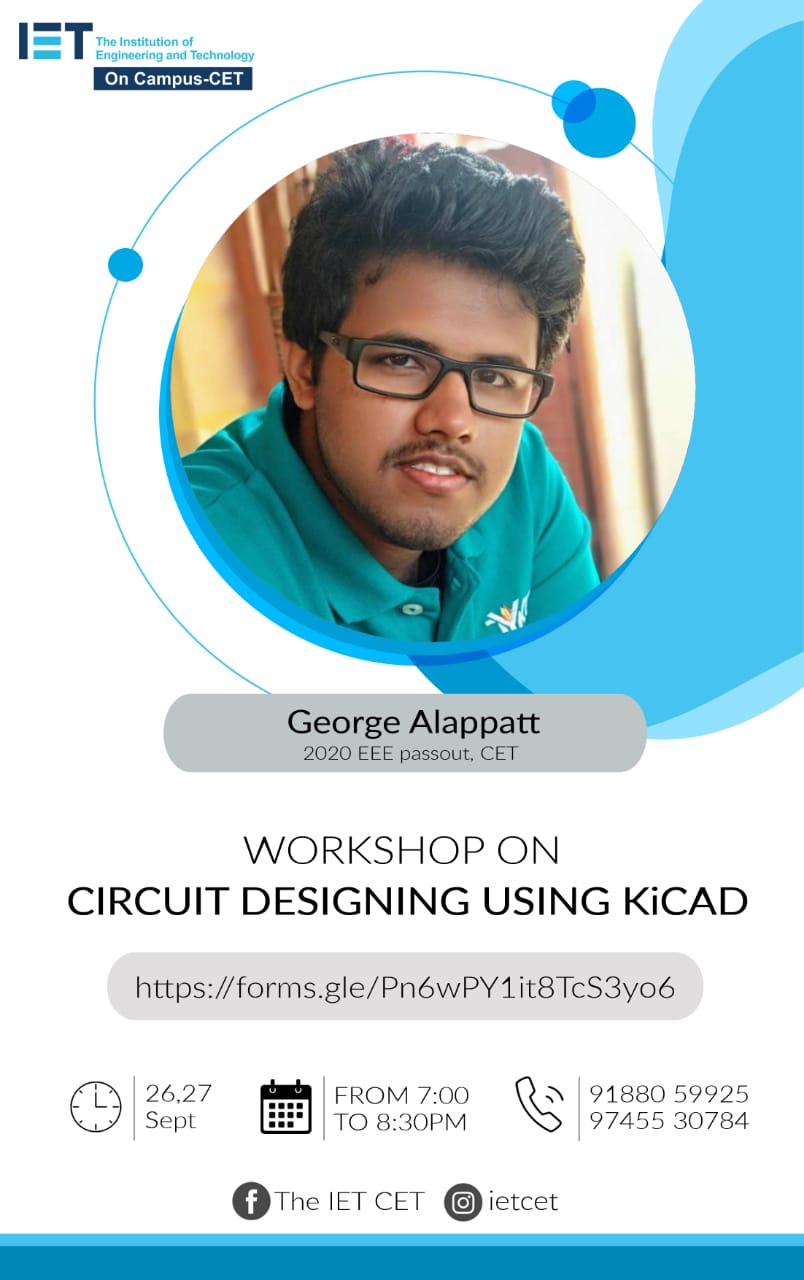 IET The Institution of
Engineering and Technology
On Campus-CET
George Alappatt
2020 EEE passout, CET
WORKSHOP ON
CIRCUIT DESIGNING USING KiCAD
https://forms.gle/Pn6wPY1it8TcS3yo6
26,27
Sept
FROM 7:00
TO 8:30PM
91880 59925
97455 30784
The IET CET
ietcet